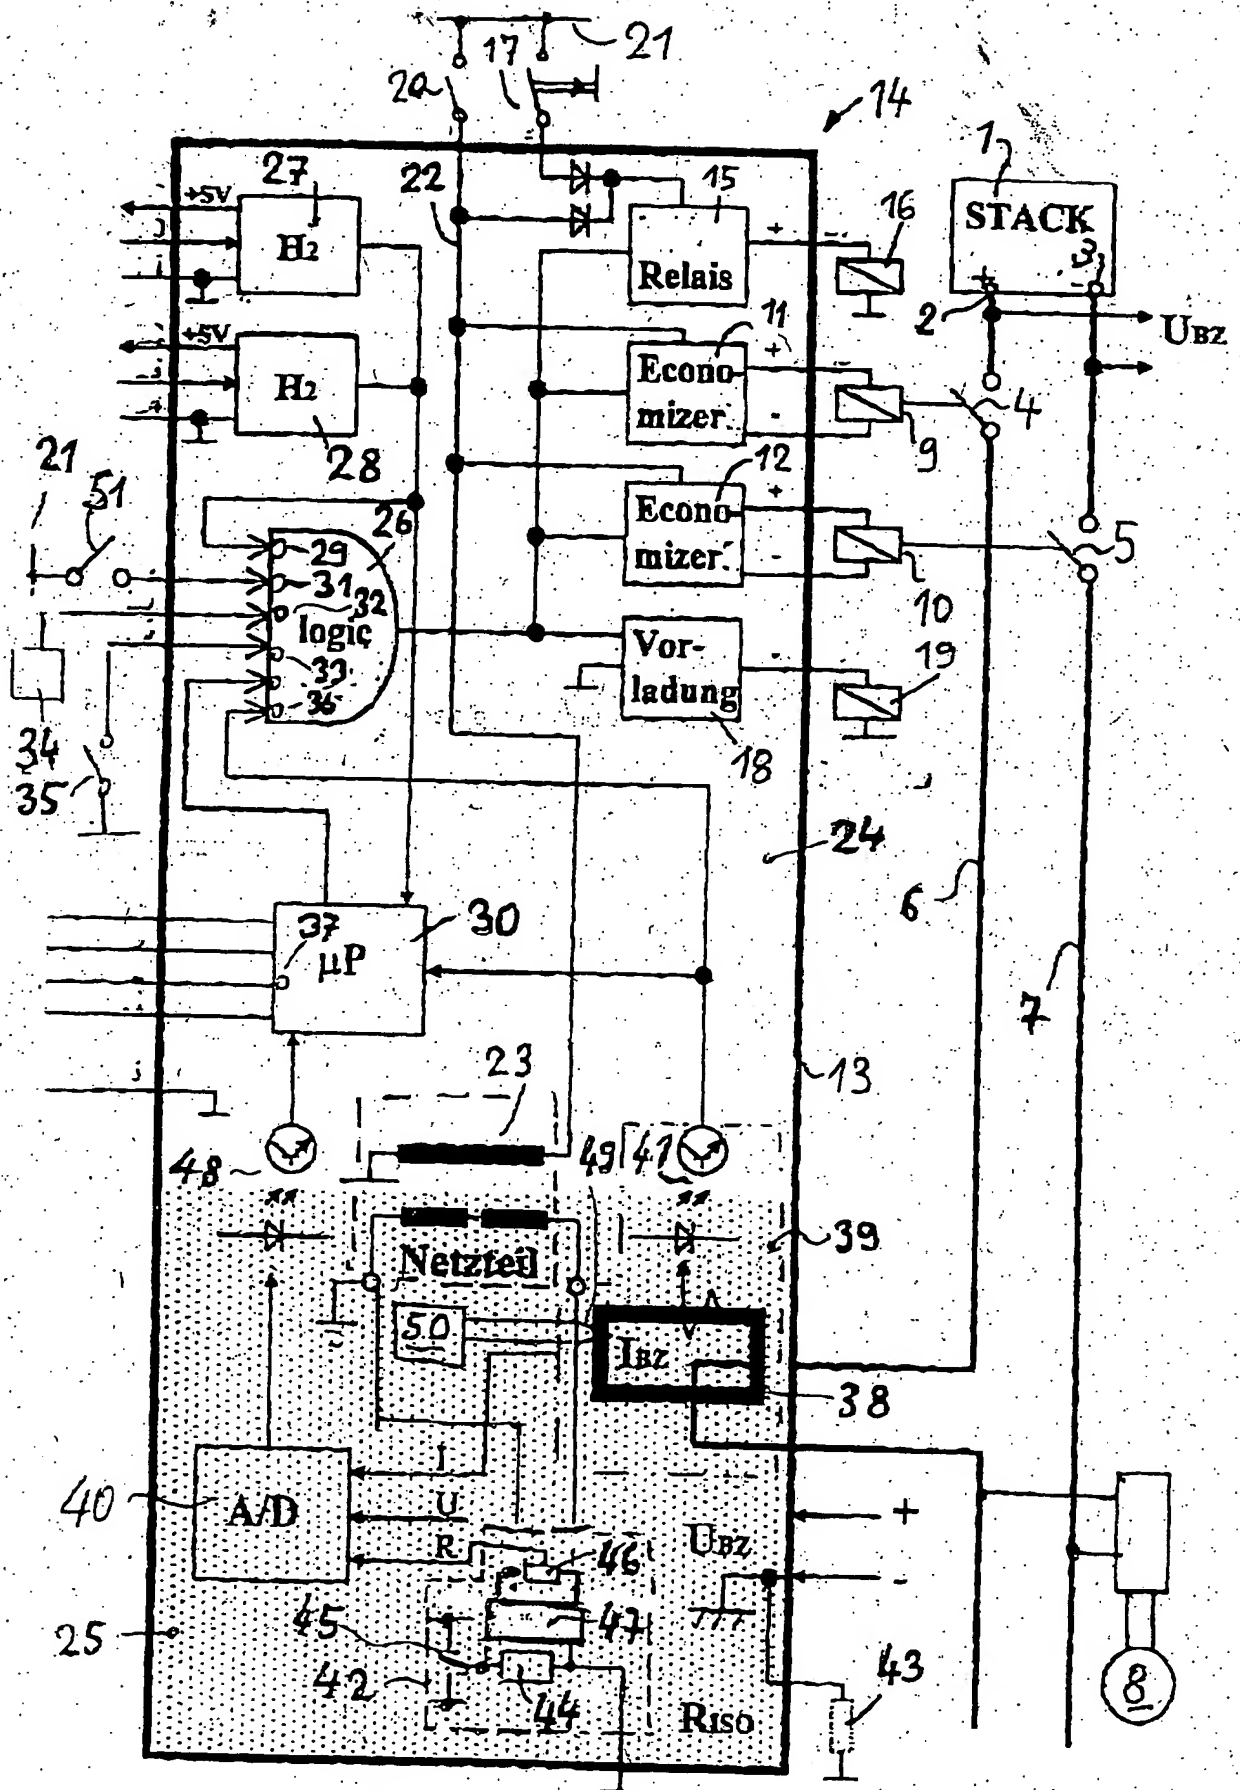 21
17
20
14
1
STACK
+
3
-
2
UBZ
22
27
+5V
H2
15
Relais
+
16
+5V
H2
28
11
Econo
mizer
+
-
9
4
12
Econo
mizer
+
-
10
5
21
51
26
29
31
32
logic
33
36
34
35
Vor-
ladung
18
-
19
24
6
7
37
µP
30
13
23
48
49
41
39
Netzteil
50
IBZ
38
40
A/D
I
U
R
UBZ
+
-
46
47
45
42
44
25
RISO
43
8